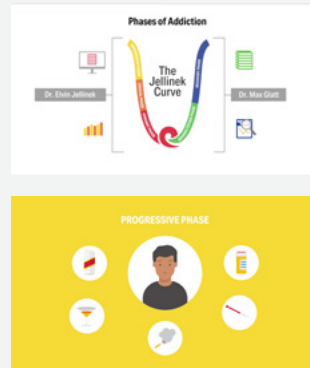 Phases of Addiction
The
Jellinek
Curve
Dr. Elvin Jellinek
Dr. Max Glatt
PROGRESSIVE PHASE